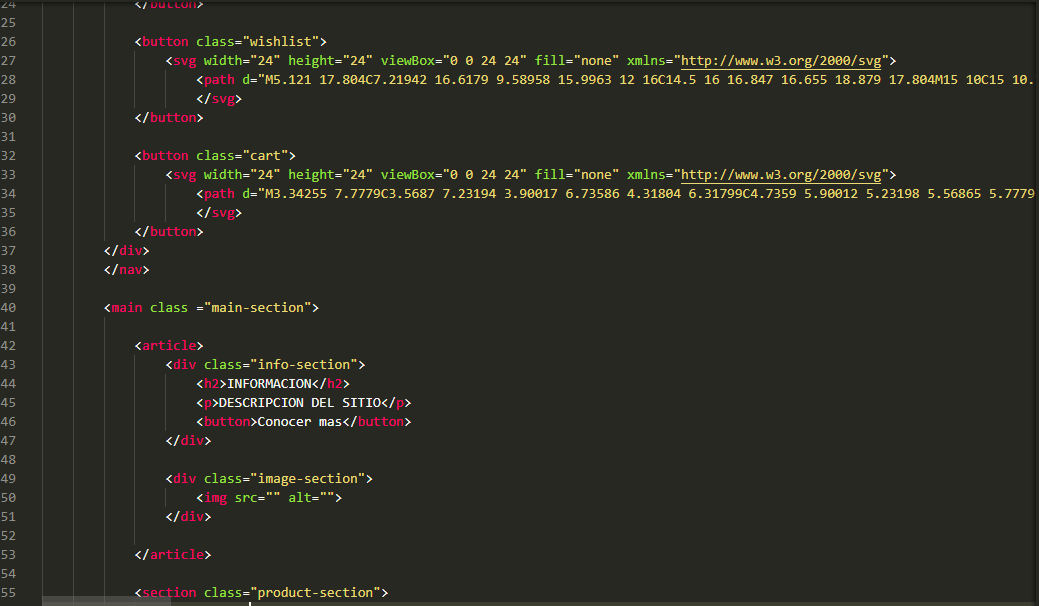 24 </button>
25
26 <button class="wishlist">
27 <svg width="24" height="24" viewBox="0 0 24 24" fill="none" xmlns="http://www.w3.org/2000/svg">
28 <path d="M5.121 17.804C7.21942 16.6179 9.58958 15.9963 12 16C14.5 16 16.847 16.655 18.879 17.804M15 10C15 10.
29 </svg>
30 </button>
31
32 <button class="cart">
33 <svg width="24" height="24" viewBox="0 0 24 24" fill="none" xmlns="http://www.w3.org/2000/svg">
34 <path d="M3.34255 7.7779C3.5687 7.23194 3.90017 6.73586 4.31804 6.31799C4.7359 5.90012 5.23198 5.56865 5.7779
35 </svg>
36 </button>
37 </div>
38 </nav>
39
40 <main class ="main-section">
41
42 <article>
43 <div class="info-section">
44 <h2>INFORMACION</h2>
45 <p>DESCRIPCION DEL SITIO</p>
46 <button>Conocer mas</button>
47 </div>
48
49 <div class="image-section">
50 <img src="" alt="">
51 </div>
52
53 </article>
54
55 <section class="product-section">